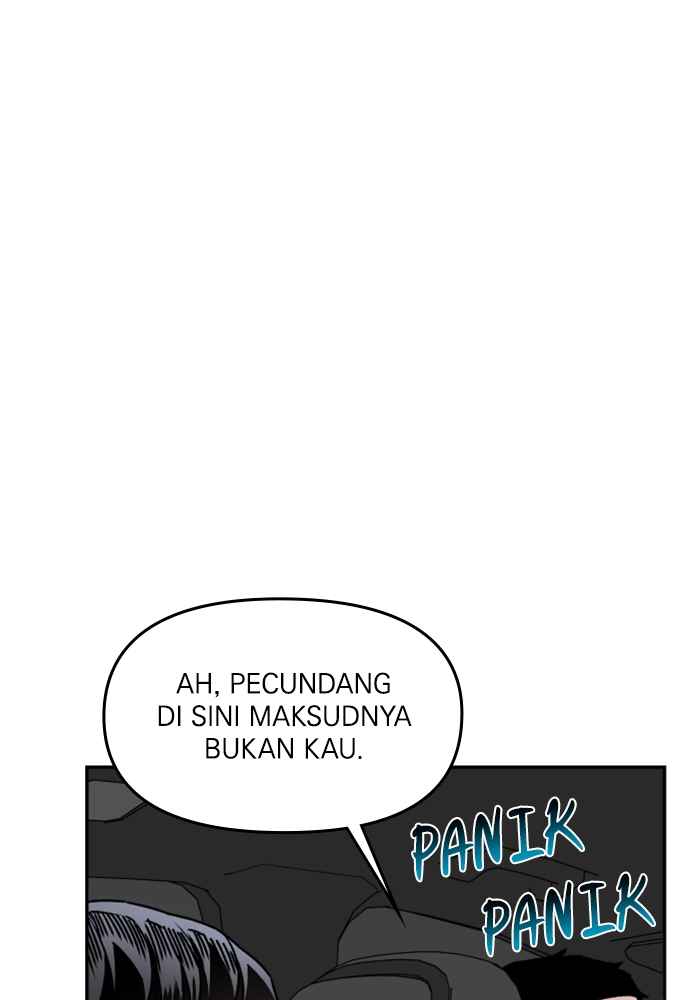 AH, PECUNDANG
DI SINI MAKSUDNYA
BUKAN KAU.
PANIK
PANIK